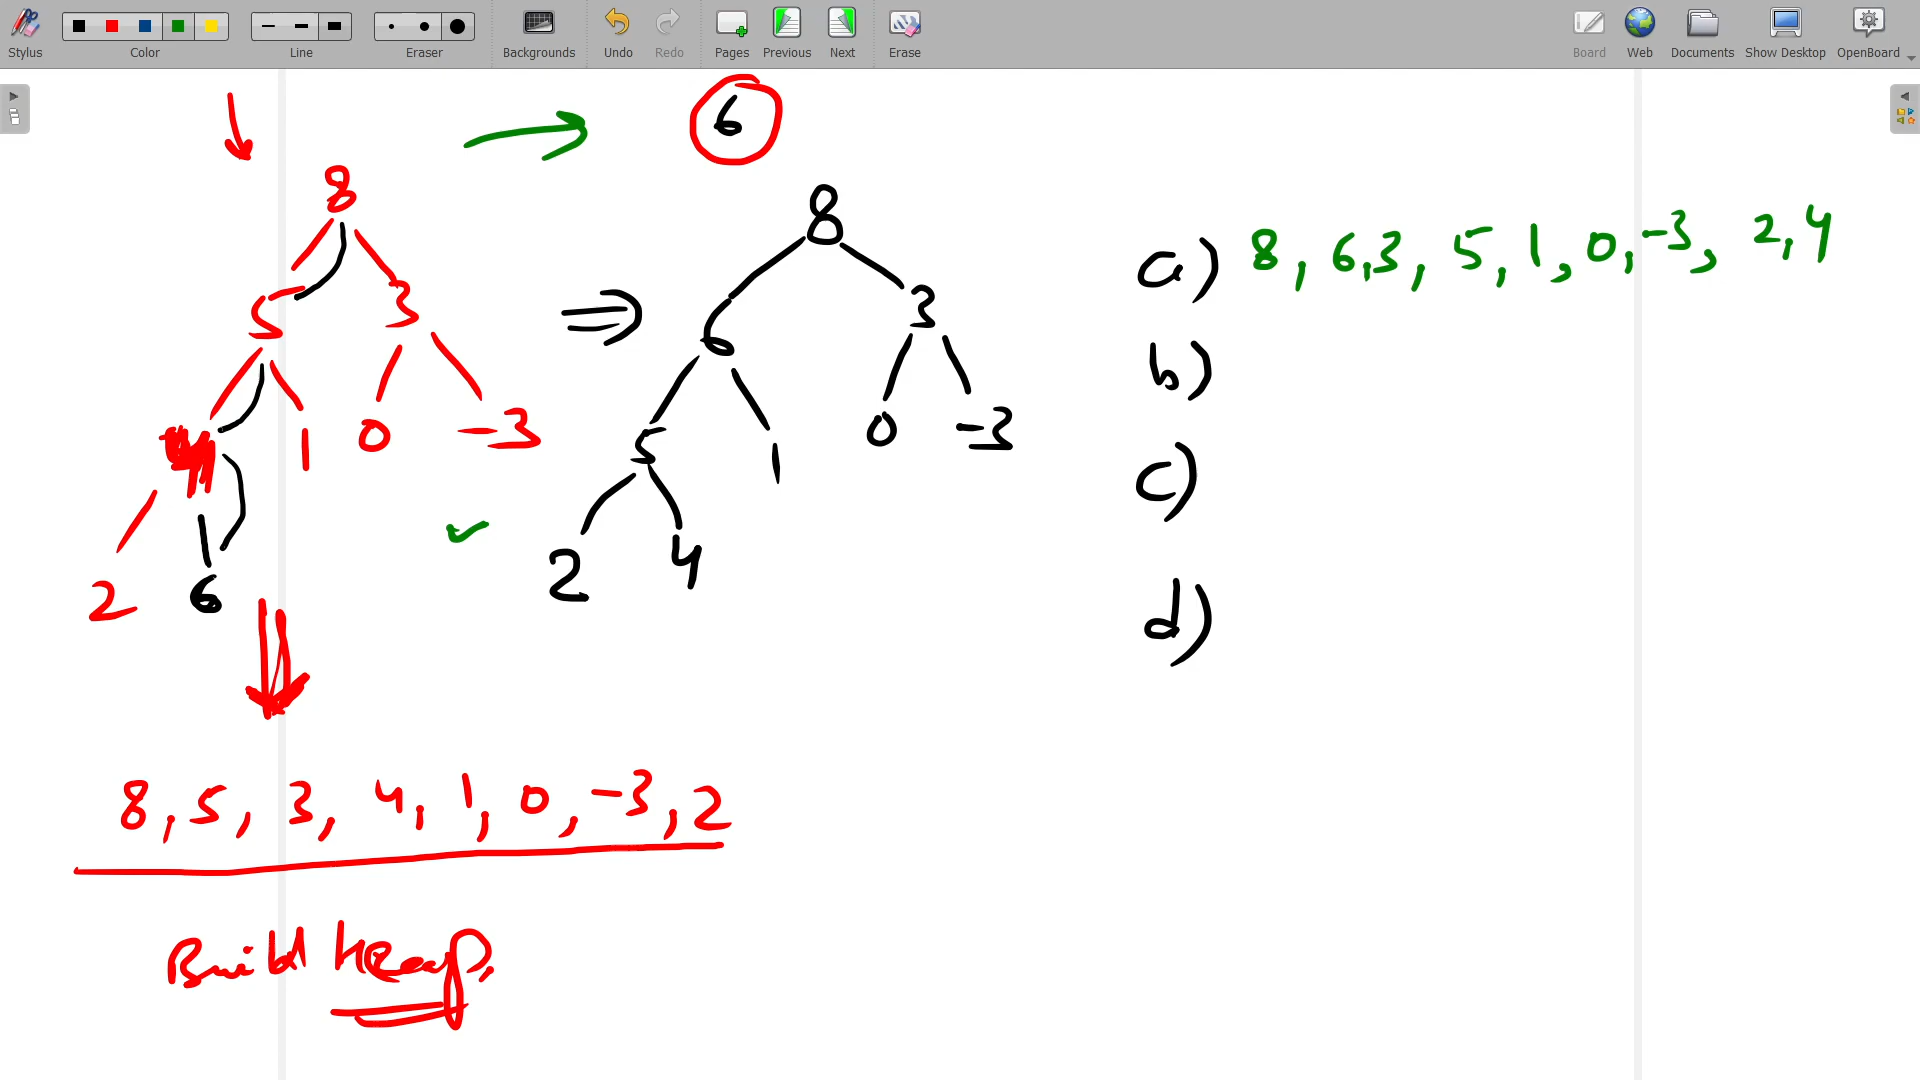 Stylus Color Line Eraser Backgrounds Undo Redo Pages Previous Next Erase Board Web Documents Show Desktop OpenBoard
6
8
5 3
1 0 -3
2 6
8
6 3
5 1 0 -3
2 4
a) 8, 6,3, 5, 1, 0, -3, 2,4
b)
c)
d)
8, 5, 3, 4, 1, 0, -3, 2
Build heap,